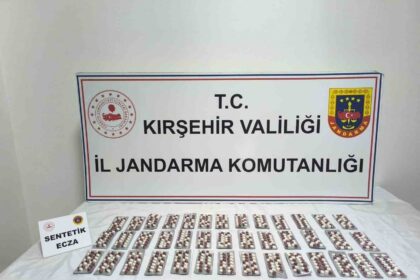 T.C.
KIRŞEHİR VALİLİĞİ
İL JANDARMA KOMUTANLIĞI
JANDARMA
SENTETİK
ECZA